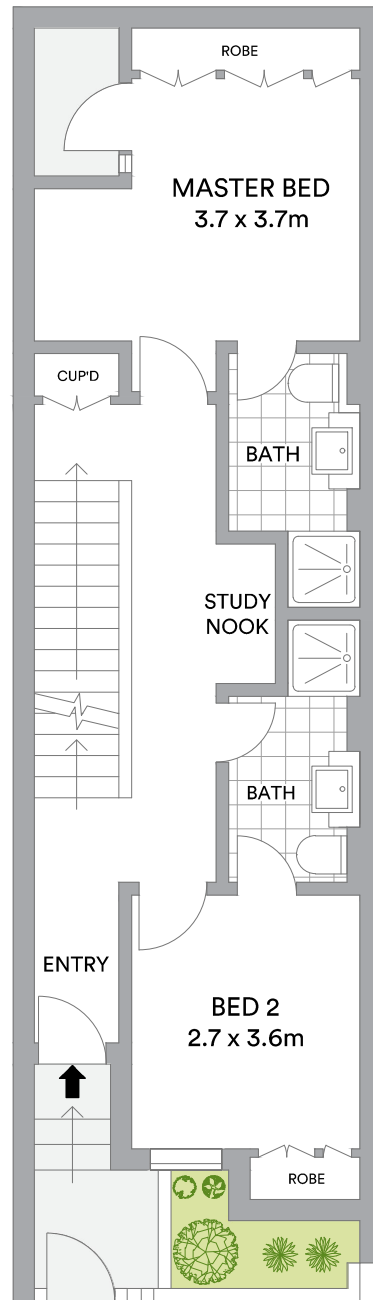 ROBE
MASTER BED
3.7 x 3.7m
CUP'D
BATH
STUDY
NOOK
BATH
ENTRY
BED 2
2.7 x 3.6m
ROBE